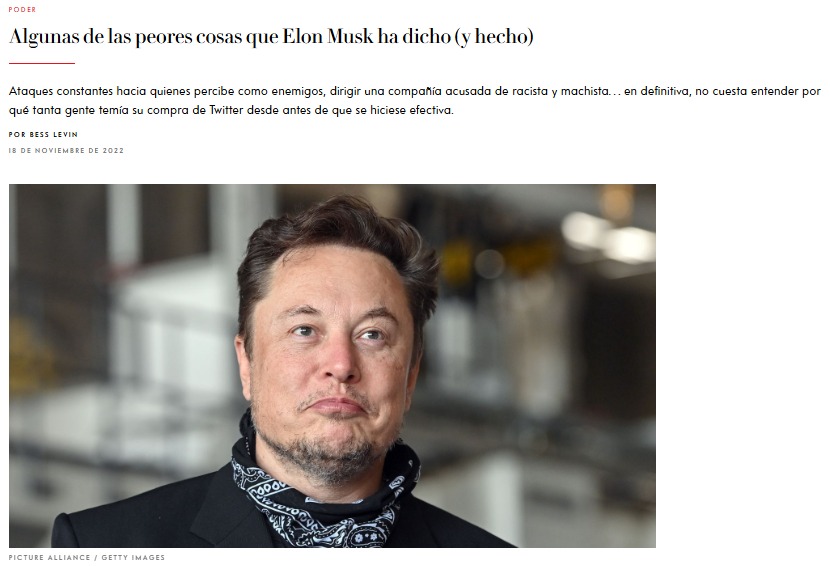 PODER
Algunas de las peores cosas que Elon Musk ha dicho (y hecho)
Ataques constantes hacia quienes percibe como enemigos, dirigir una compañía acusada de racista y machista... en definitiva, no cuesta entender por
qué tanta gente temía su compra de Twitter desde antes de que se hiciese efectiva.
POR BESS LEVIN
18 DE NOVIEMBRE DE 2022
PICTURE ALLIANCE / GETTY IMAGES